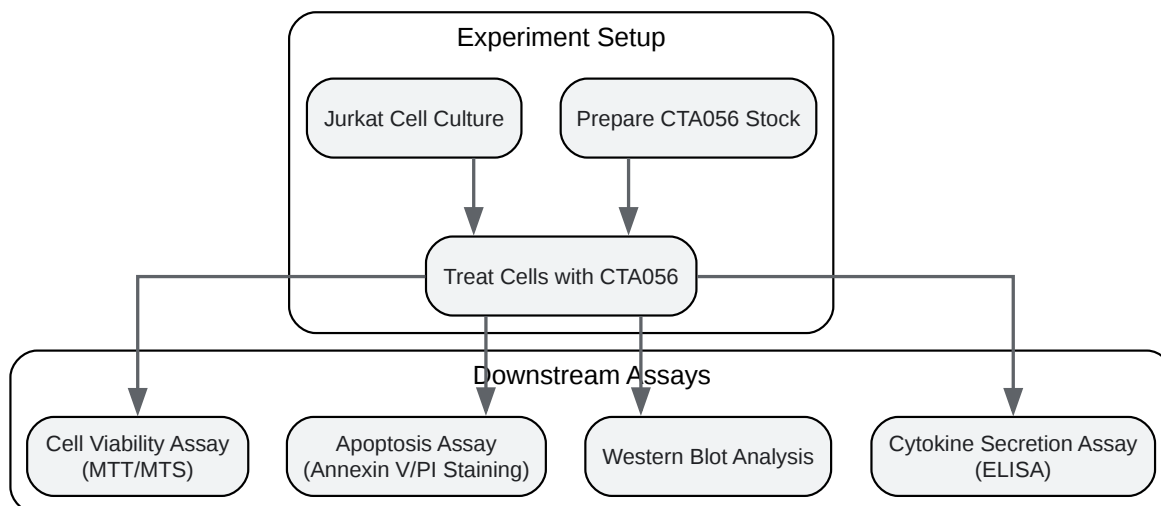 Experiment Setup
Jurkat Cell Culture
Prepare CTA056 Stock
Treat Cells with CTA056
Downstream Assays
Cell Viability Assay
(MTT/MTS)
Apoptosis Assay
(Annexin V/PI Staining)
Western Blot Analysis
Cytokine Secretion Assay
(ELISA)